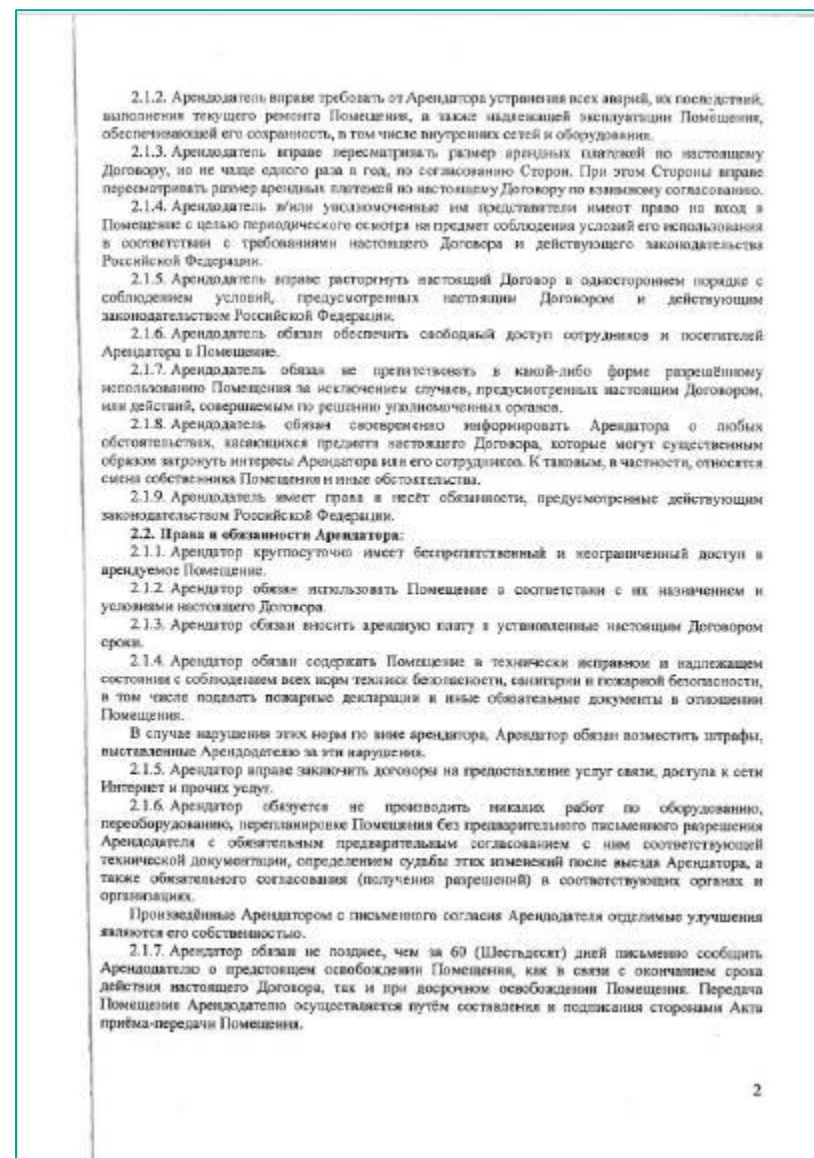 2.1.2. Арендодатель вправе требовать от Арендатора устранения всех аварий, их последствий,
выполнения текущего ремонта Помещения, а также надлежащей эксплуатации Помещения,
обеспечивающей его сохранность, в том числе внутренних сетей и оборудования.
2.1.3. Арендодатель вправе пересматривать размер арендных платежей по настоящему
Договору, но не чаще одного раза в год, по согласованию Сторон. При этом Стороны вправе
пересматривать размер арендных платежей по настоящему Договору по взаимному согласованию.
2.1.4. Арендодатель и/или уполномоченные им представители имеют право на вход в
Помещение с целью периодического осмотра на предмет соблюдения условий его использования
в соответствии с требованиями настоящего Договора и действующего законодательства
Российской Федерации.
2.1.5. Арендодатель вправе расторгнуть настоящий Договор в одностороннем порядке с
соблюдением условий, предусмотренных настоящим Договором и действующим
законодательством Российской Федерации.
2.1.6. Арендодатель обязан обеспечить свободный доступ сотрудников и посетителей
Арендатора в Помещение.
2.1.7. Арендодатель обязан не препятствовать в какой-либо форме разрешённому
использованию Помещения за исключением случаев, предусмотренных настоящим Договором,
или действий, совершаемым по решению уполномоченных органов.
2.1.8. Арендодатель обязан своевременно информировать Арендатора о любых
обстоятельствах, касающихся предмета настоящего Договора, которые могут существенным
образом затронуть интересы Арендатора или его сотрудников. К таковым, в частности, относятся
смена собственника Помещения и иные обстоятельства.
2.1.9. Арендодатель имеет права и несёт обязанности, предусмотренные действующим
законодательством Российской Федерации.
2.2. Права и обязанности Арендатора:
2.1.1. Арендатор круглосуточно имеет беспрепятственный и неограниченный доступ в
арендуемое Помещение.
2.1.2. Арендатор обязан использовать Помещение в соответствии с их назначением и
условиями настоящего Договора.
2.1.3. Арендатор обязан вносить арендную плату в установленные настоящим Договором
сроки.
2.1.4. Арендатор обязан содержать Помещение в технически исправном и надлежащем
состоянии с соблюдением всех норм техники безопасности, санитарии и пожарной безопасности,
в том числе подавать пожарные декларации и иные обязательные документы в отношении
Помещения.
В случае нарушения этих норм по вине арендатора, Арендатор обязан возместить штрафы,
выставленные Арендодателю за эти нарушения.
2.1.5. Арендатор вправе заключить договоры на предоставление услуг связи, доступа к сети
Интернет и прочих услуг.
2.1.6. Арендатор обязуется не производить никаких работ по оборудованию,
переоборудованию, перепланировке Помещения без предварительного письменного разрешения
Арендодателя с обязательным предварительным согласованием с ним соответствующей
технической документации, определением судьбы этих изменений после выезда Арендатора, а
также обязательного согласования (получения разрешений) в соответствующих органах и
организациях.
Произведённые Арендатором с письменного согласия Арендодателя отделимые улучшения
являются его собственностью.
2.1.7. Арендатор обязан не позднее, чем за 60 (Шестьдесят) дней письменно сообщить
Арендодателю о предстоящем освобождении Помещения, как в связи с окончанием срока
действия настоящего Договора, так и при досрочном освобождении Помещения. Передача
Помещение Арендодателю осуществляется путём составления и подписания сторонами Акта
приёма-передачи Помещения.
2